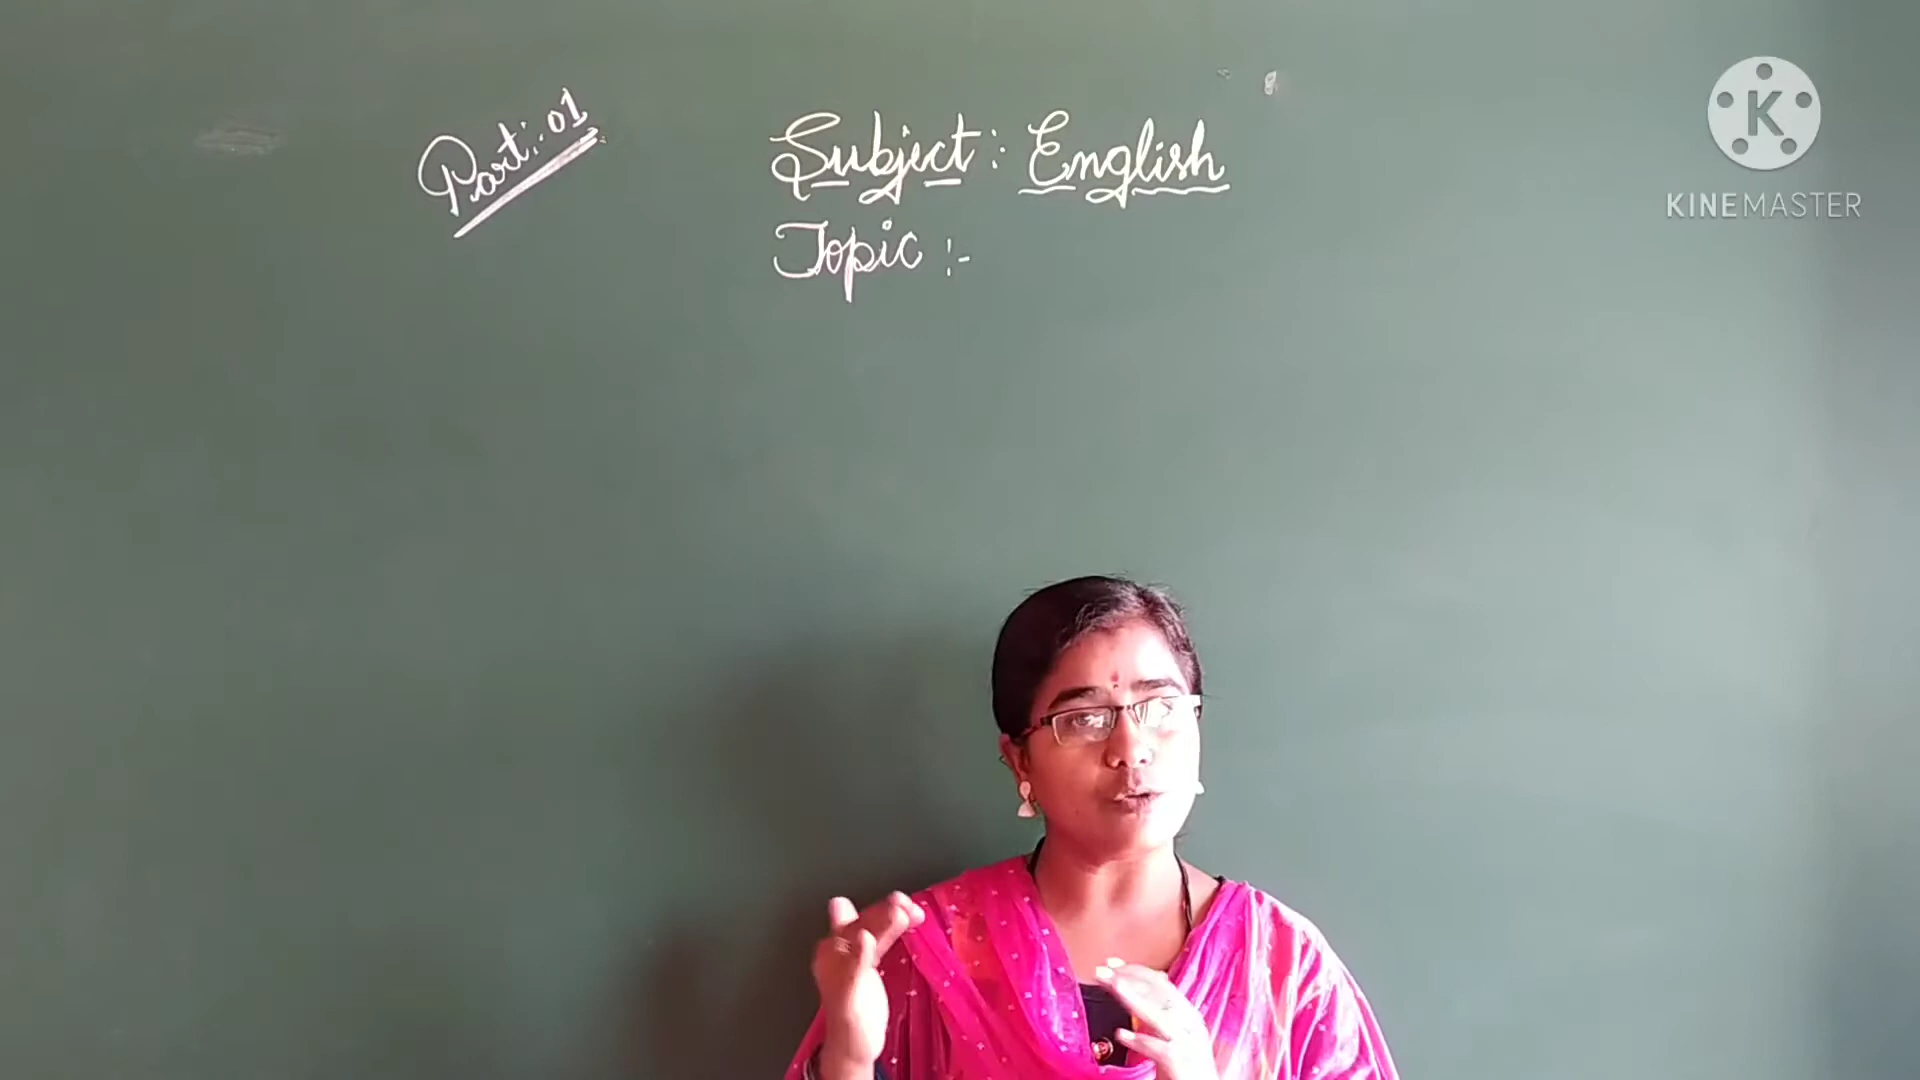 Part:- 01
Subject : English
Topic :-
K
KINEMASTER